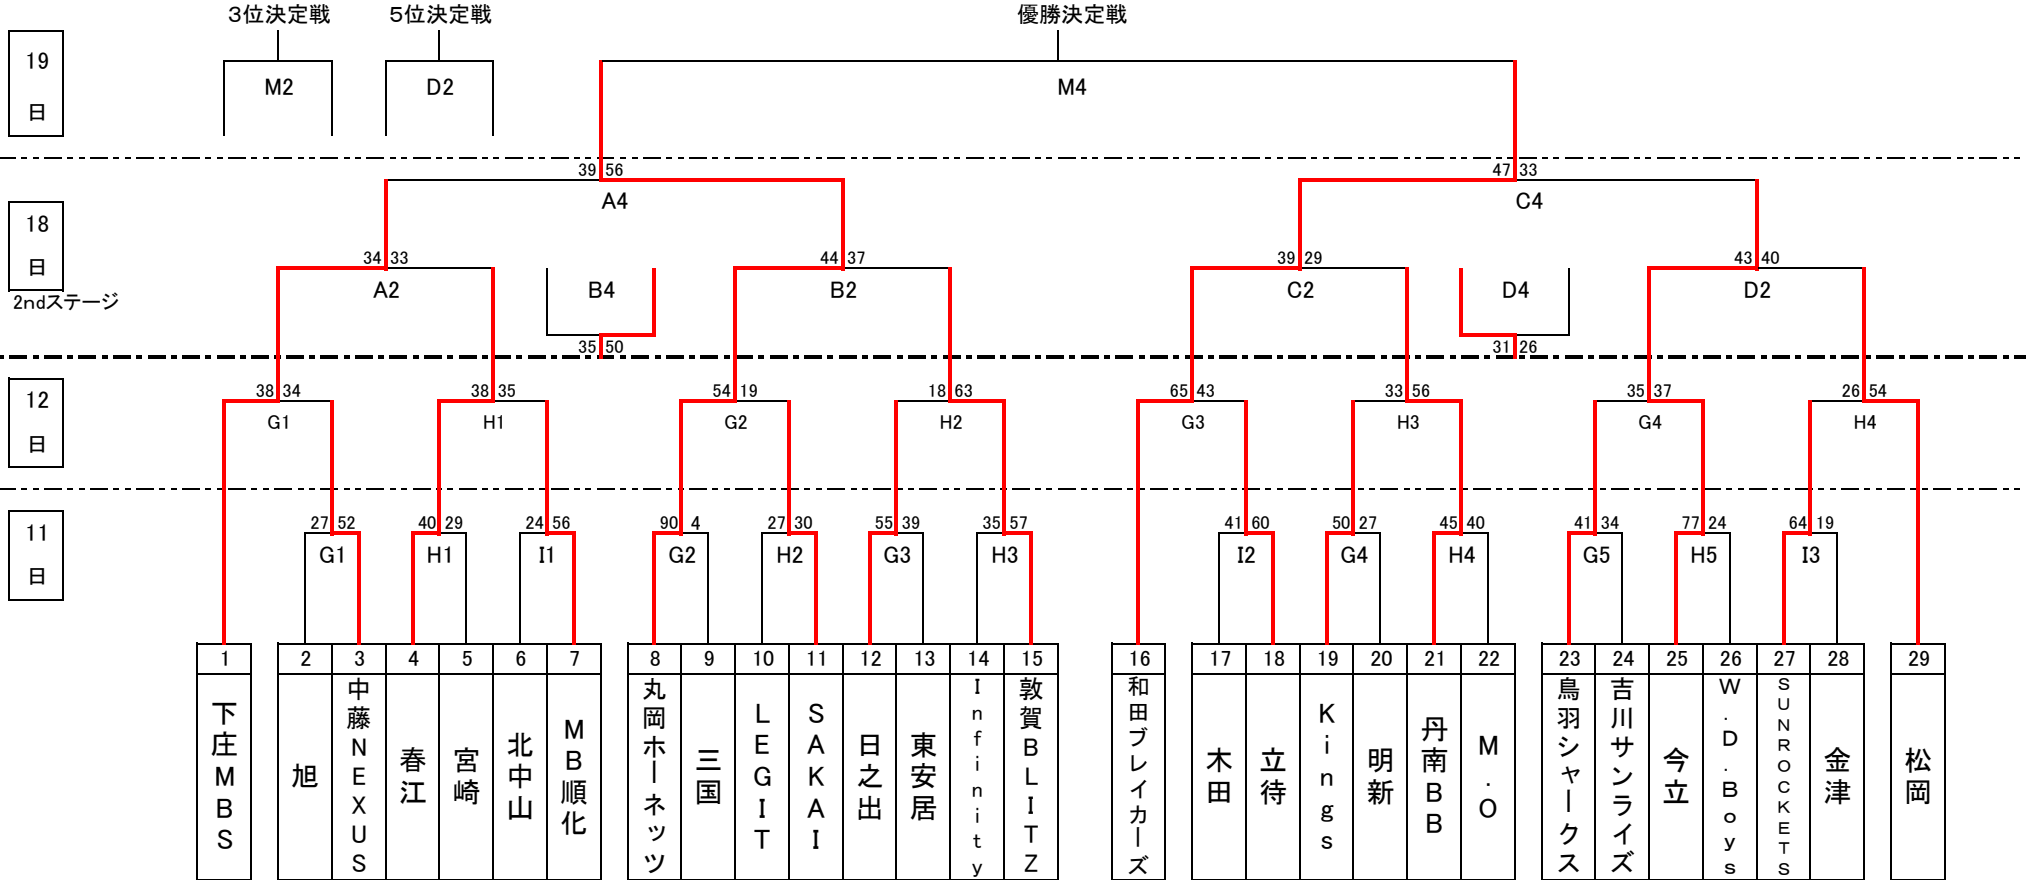 3位決定戦 5位決定戦 優勝決定戦
19
日
M2 D2 M4
39 56 47 33
A4 C4
18
日
2ndステージ
34 33 44 37 39 29 43 40
A2 B4 B2 C2 D4 D2
35 50 31 26
12
日
38 34 38 35 54 19 18 63 65 43 33 56 35 37 26 54
G1 H1 G2 H2 G3 H3 G4 H4
11
日
27 52 40 29 24 56 90 4 27 30 55 39 35 57 41 60 50 27 45 40 41 34 77 24 64 19
G1 H1 I1 G2 H2 G3 H3 I2 G4 H4 G5 H5 I3
1 2 3 4 5 6 7 8 9 10 11 12 13 14 15 16 17 18 19 20 21 22 23 24 25 26 27 28 29
下庄MBS
旭
中藤NEXUS
春江
宮崎
北中山
MB順化
丸岡ホーネッツ
三国
LEGIT
SAKAI
日之出
東安居
Infinity
敦賀BLITZ
和田ブレイカーズ
木田
立待
Kings
明新
丹南BB
M.O
鳥羽シャークス
吉川サンライズ
今立
W.D.Boys
SUNROCKETS
金津
松岡